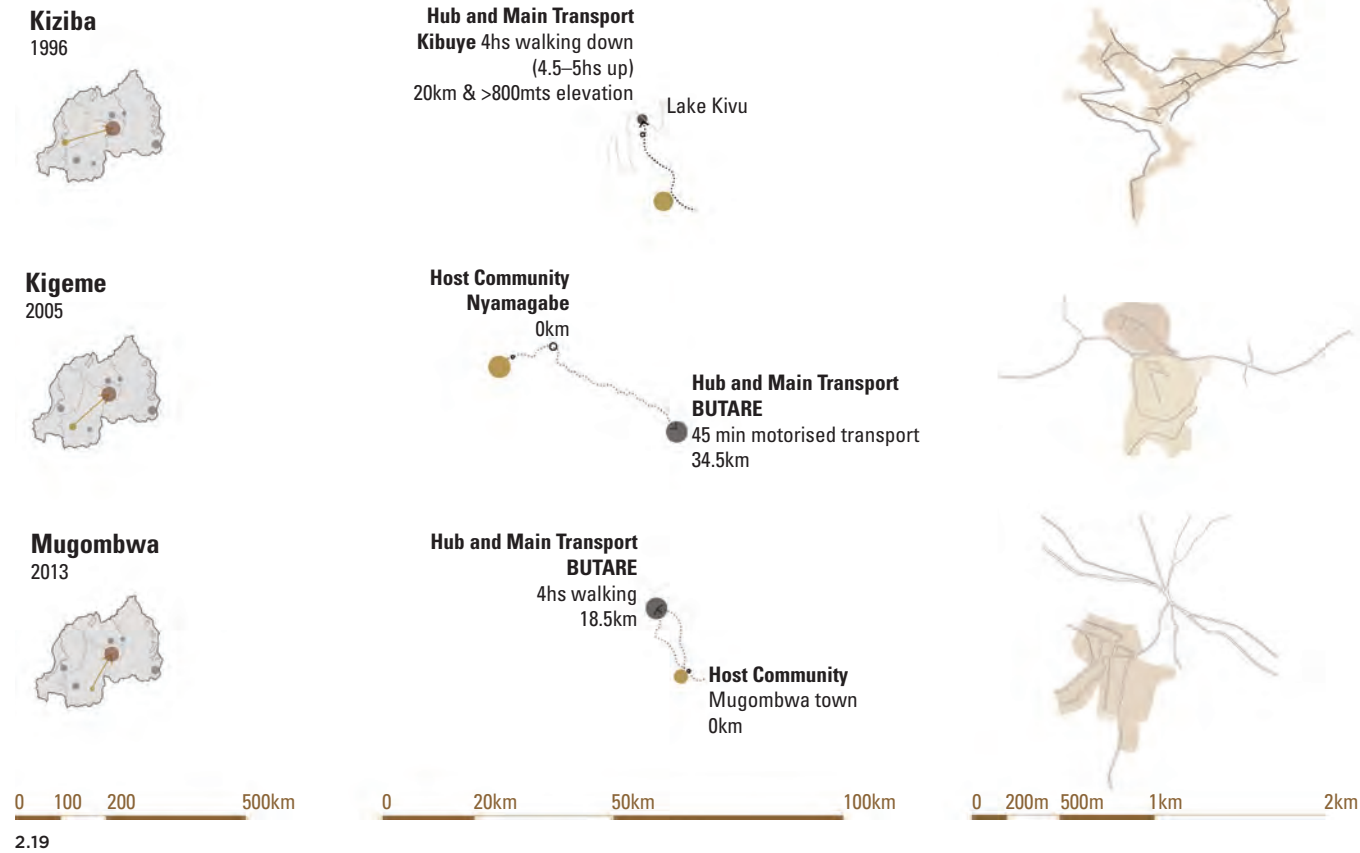 Kiziba
1996
Hub and Main Transport
Kibuye 4hs walking down
(4.5–5hs up)
20km & >800mts elevation
Lake Kivu
Kigeme
2005
Host Community
Nyamagabe
0km
Hub and Main Transport
BUTARE
45 min motorised transport
34.5km
Mugombwa
2013
Hub and Main Transport
BUTARE
4hs walking
18.5km
Host Community
Mugombwa town
0km
0 100 200 500km
0 20km 50km 100km
0 200m 500m 1km 2km
2.19